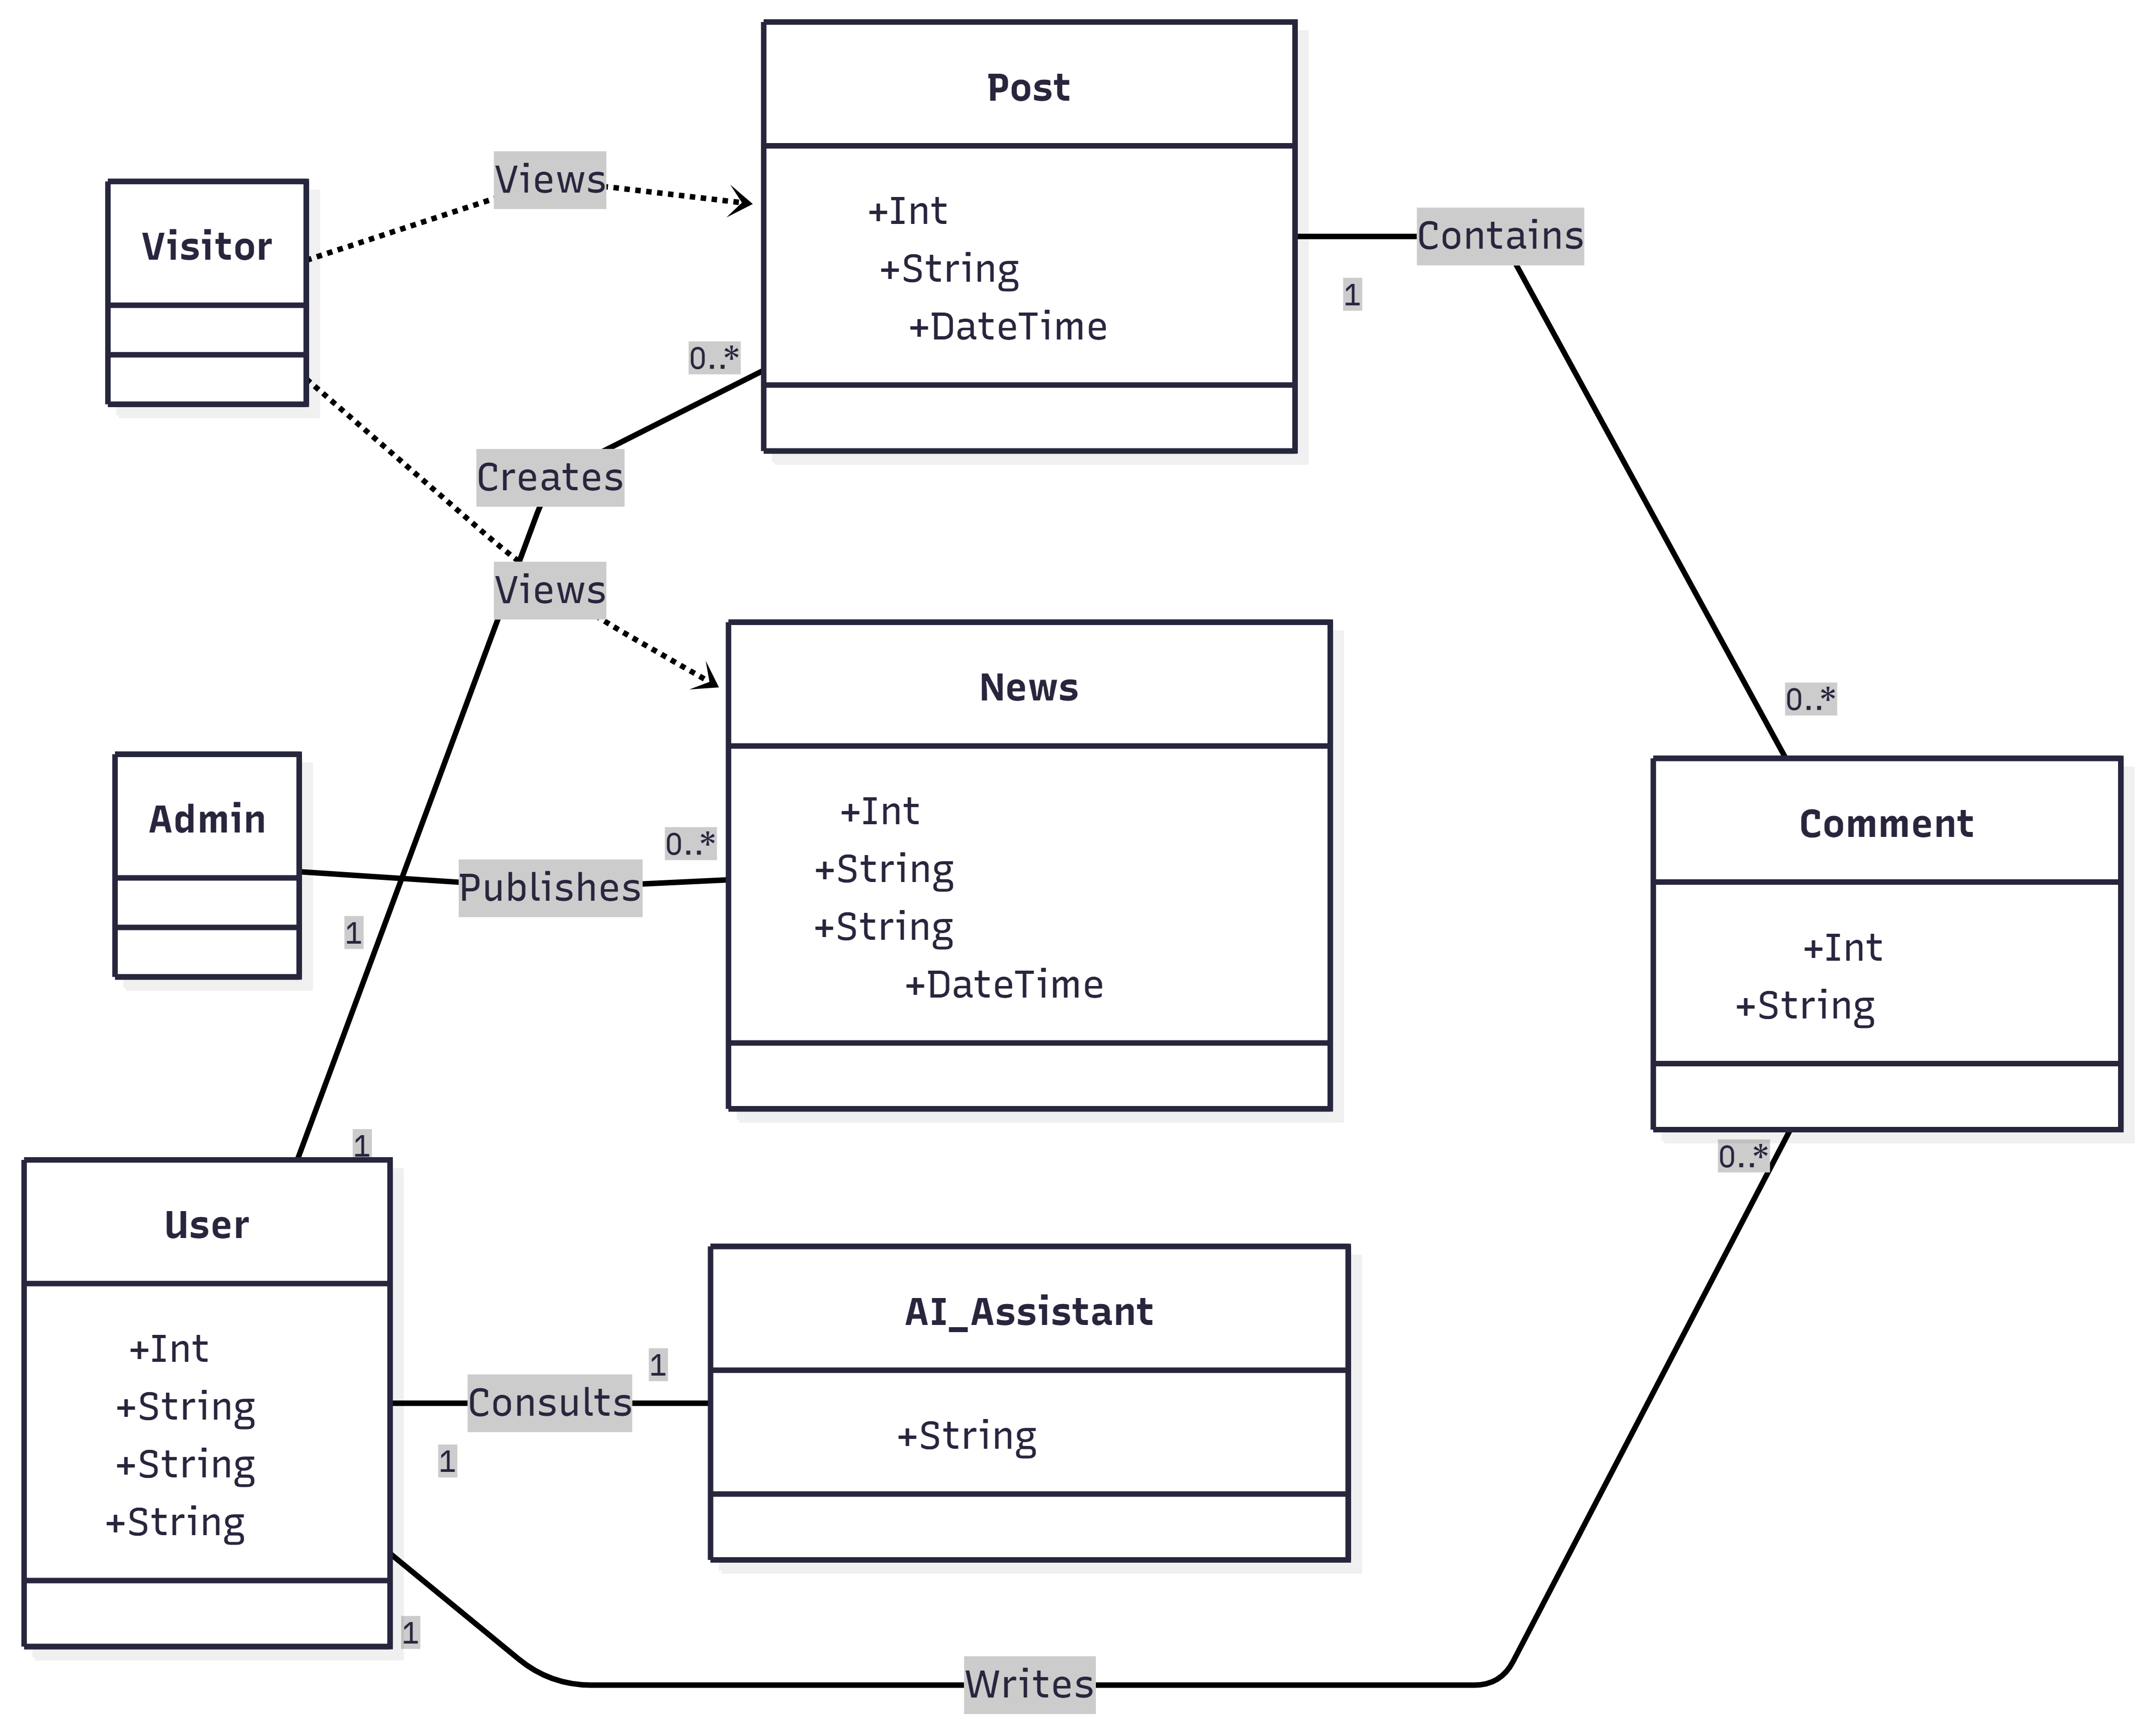 Post
+Int
+String
+DateTime
Views
Visitor
Contains
1
0..*
Creates
Views
News
+Int
+String
+String
+DateTime
0..*
Comment
+Int
+String
Admin
0..*
Publishes
1
1
User
+Int
+String
+String
+String
0..*
AI_Assistant
+String
1
Consults
1
1
Writes